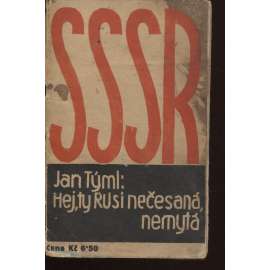 SSSR
Jan Týml:
Hej, ty RUsi nečesaná,
nemytá
Cena Kč 6·50